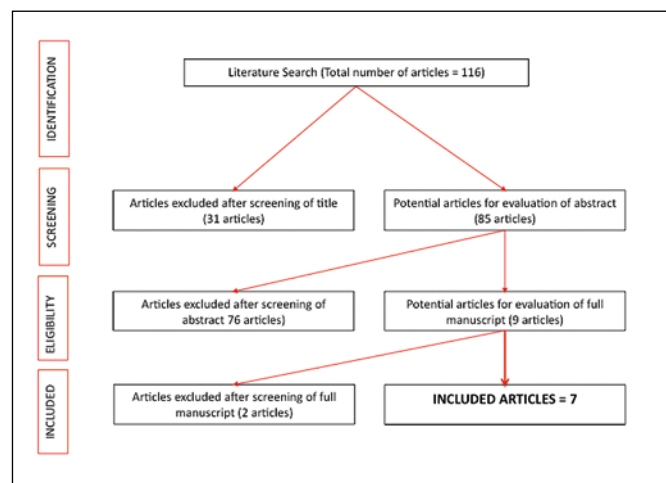 IDENTIFICATION
Literature Search (Total number of articles = 116)
SCREENING
Articles excluded after screening of title
(31 articles)
Potential articles for evaluation of abstract
(85 articles)
ELIGIBILITY
Articles excluded after screening of
abstract 76 articles)
Potential articles for evaluation of full
manuscript (9 articles)
INCLUDED
Articles excluded after screening of full
manuscript (2 articles)
INCLUDED ARTICLES = 7